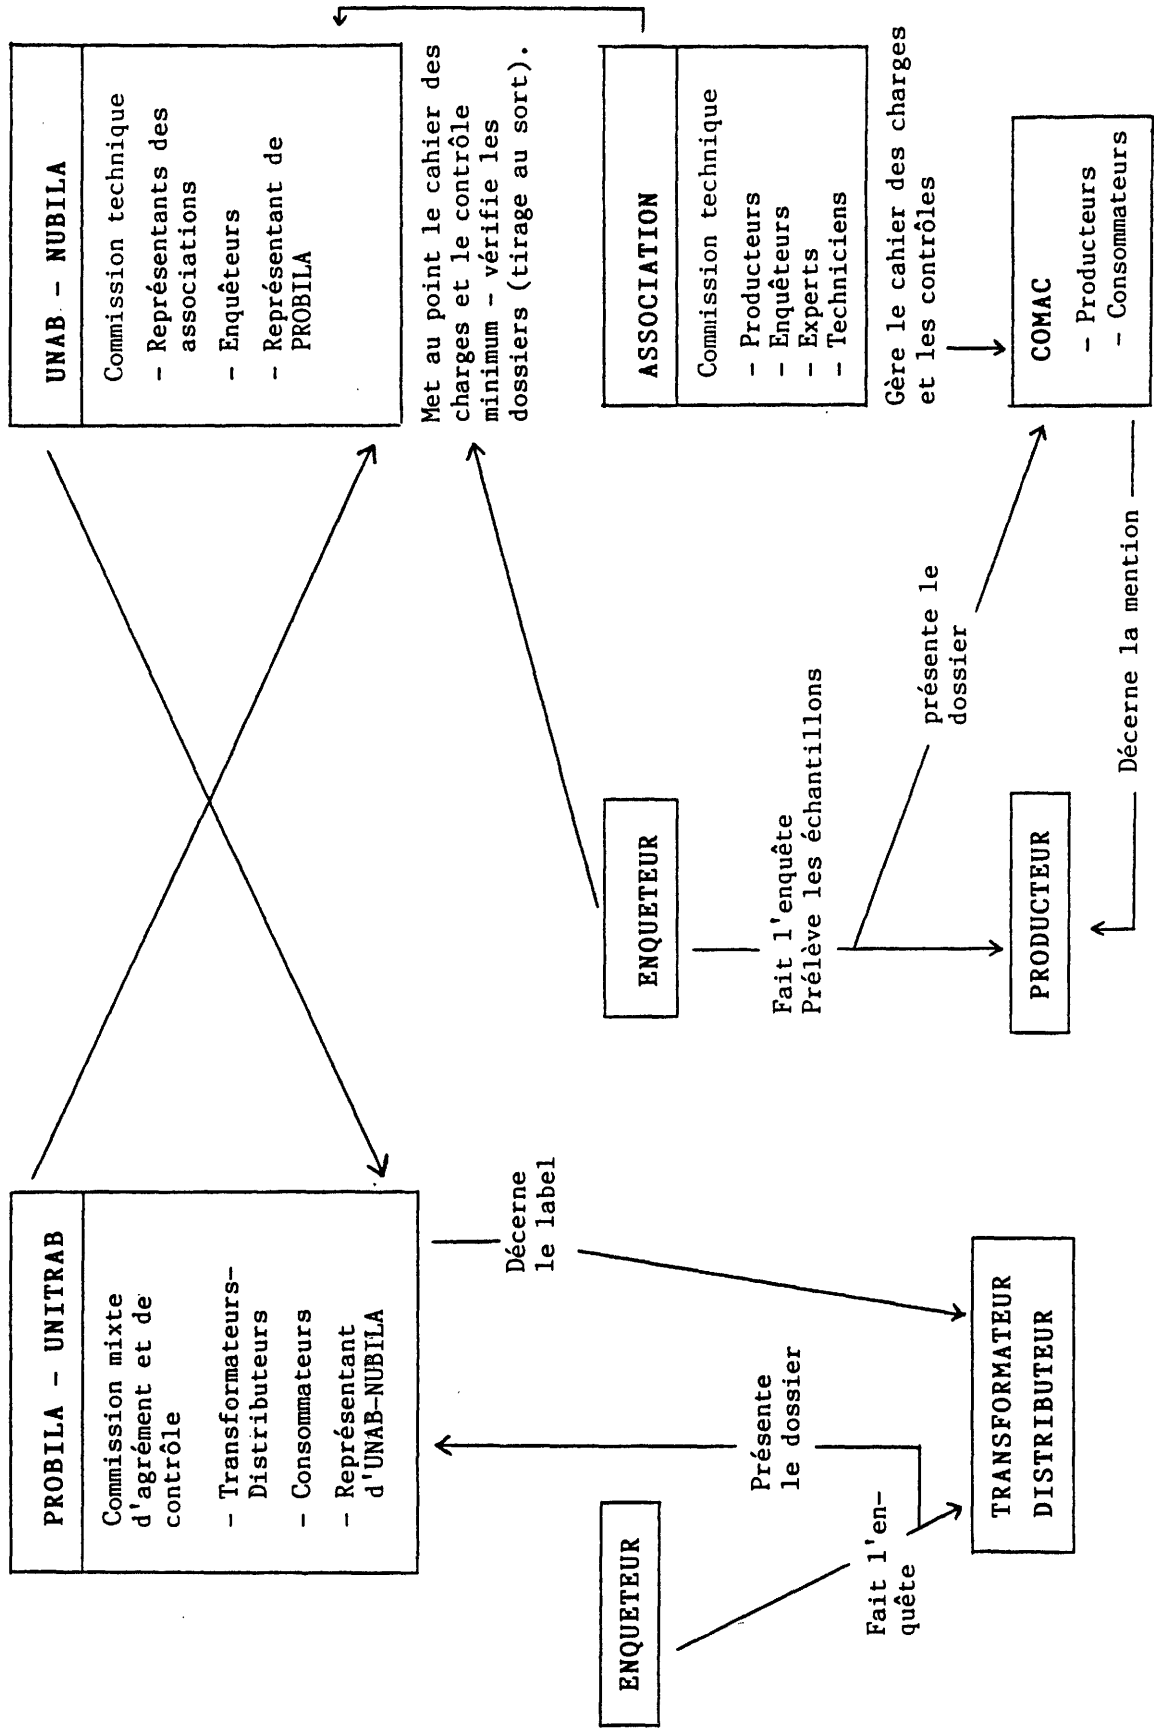 PROBILA - UNITRAB
Commission mixte
d'agrément et de
contrôle
- Transformateurs-
Distributeurs
- Consommateurs
- Représentant
d'UNAB-NUBILA
UNAB - NUBILA
Commission technique
- Représentants des
associations
- Enquêteurs
- Représentant de
PROBILA
Met au point le cahier des
charges et le contrôle
minimum - vérifie les
dossiers (tirage au sort).
Décerne
le label
ENQUETEUR
Présente
le dossier
Fait l'en-
quête
TRANSFORMATEUR
DISTRIBUTEUR
ENQUETEUR
Fait l'enquête
Prélève les échantillons
présente le
dossier
PRODUCTEUR
Décerne la mention
ASSOCIATION
Commission technique
- Producteurs
- Enquêteurs
- Experts
- Techniciens
Gère le cahier des charges
et les contrôles
COMAC
- Producteurs
- Consommateurs